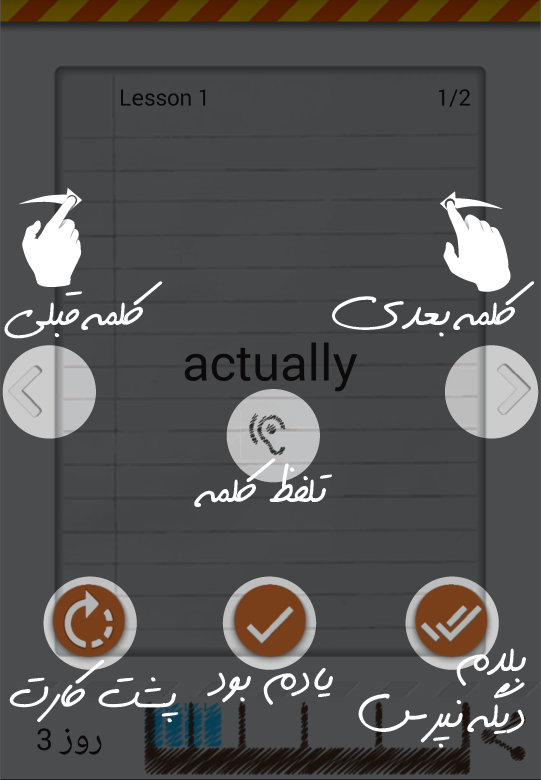 Lesson 1 1/2
کلمه قبلی
کلمه بعدی
actually
تلفظ کلمه
پشت کارت
یادم بود
بلدم
دیگه نپرس
روز 3